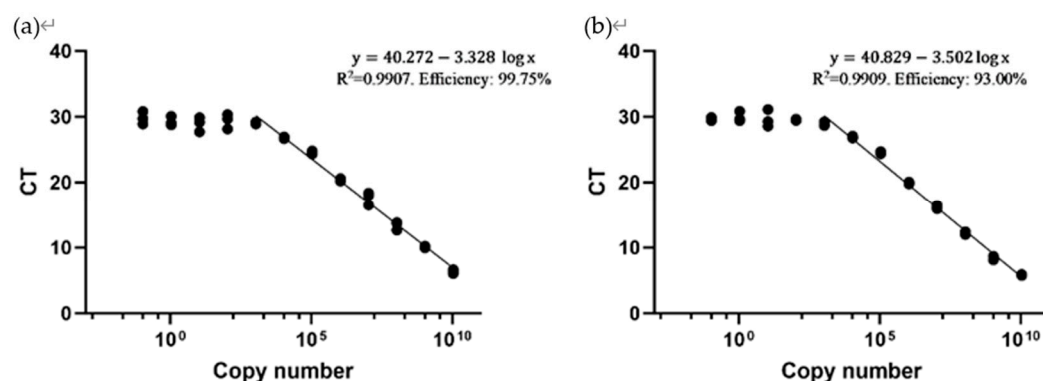 (a)↵
y = 40.272 − 3.328 log x
R²=0.9907. Efficiency: 99.75%
40
30
20
10
0
CT
10⁰
10⁵
10¹⁰
Copy number
(b)↵
y = 40.829 − 3.502 log x
R²=0.9909. Efficiency: 93.00%
40
30
20
10
0
CT
10⁰
10⁵
10¹⁰
Copy number